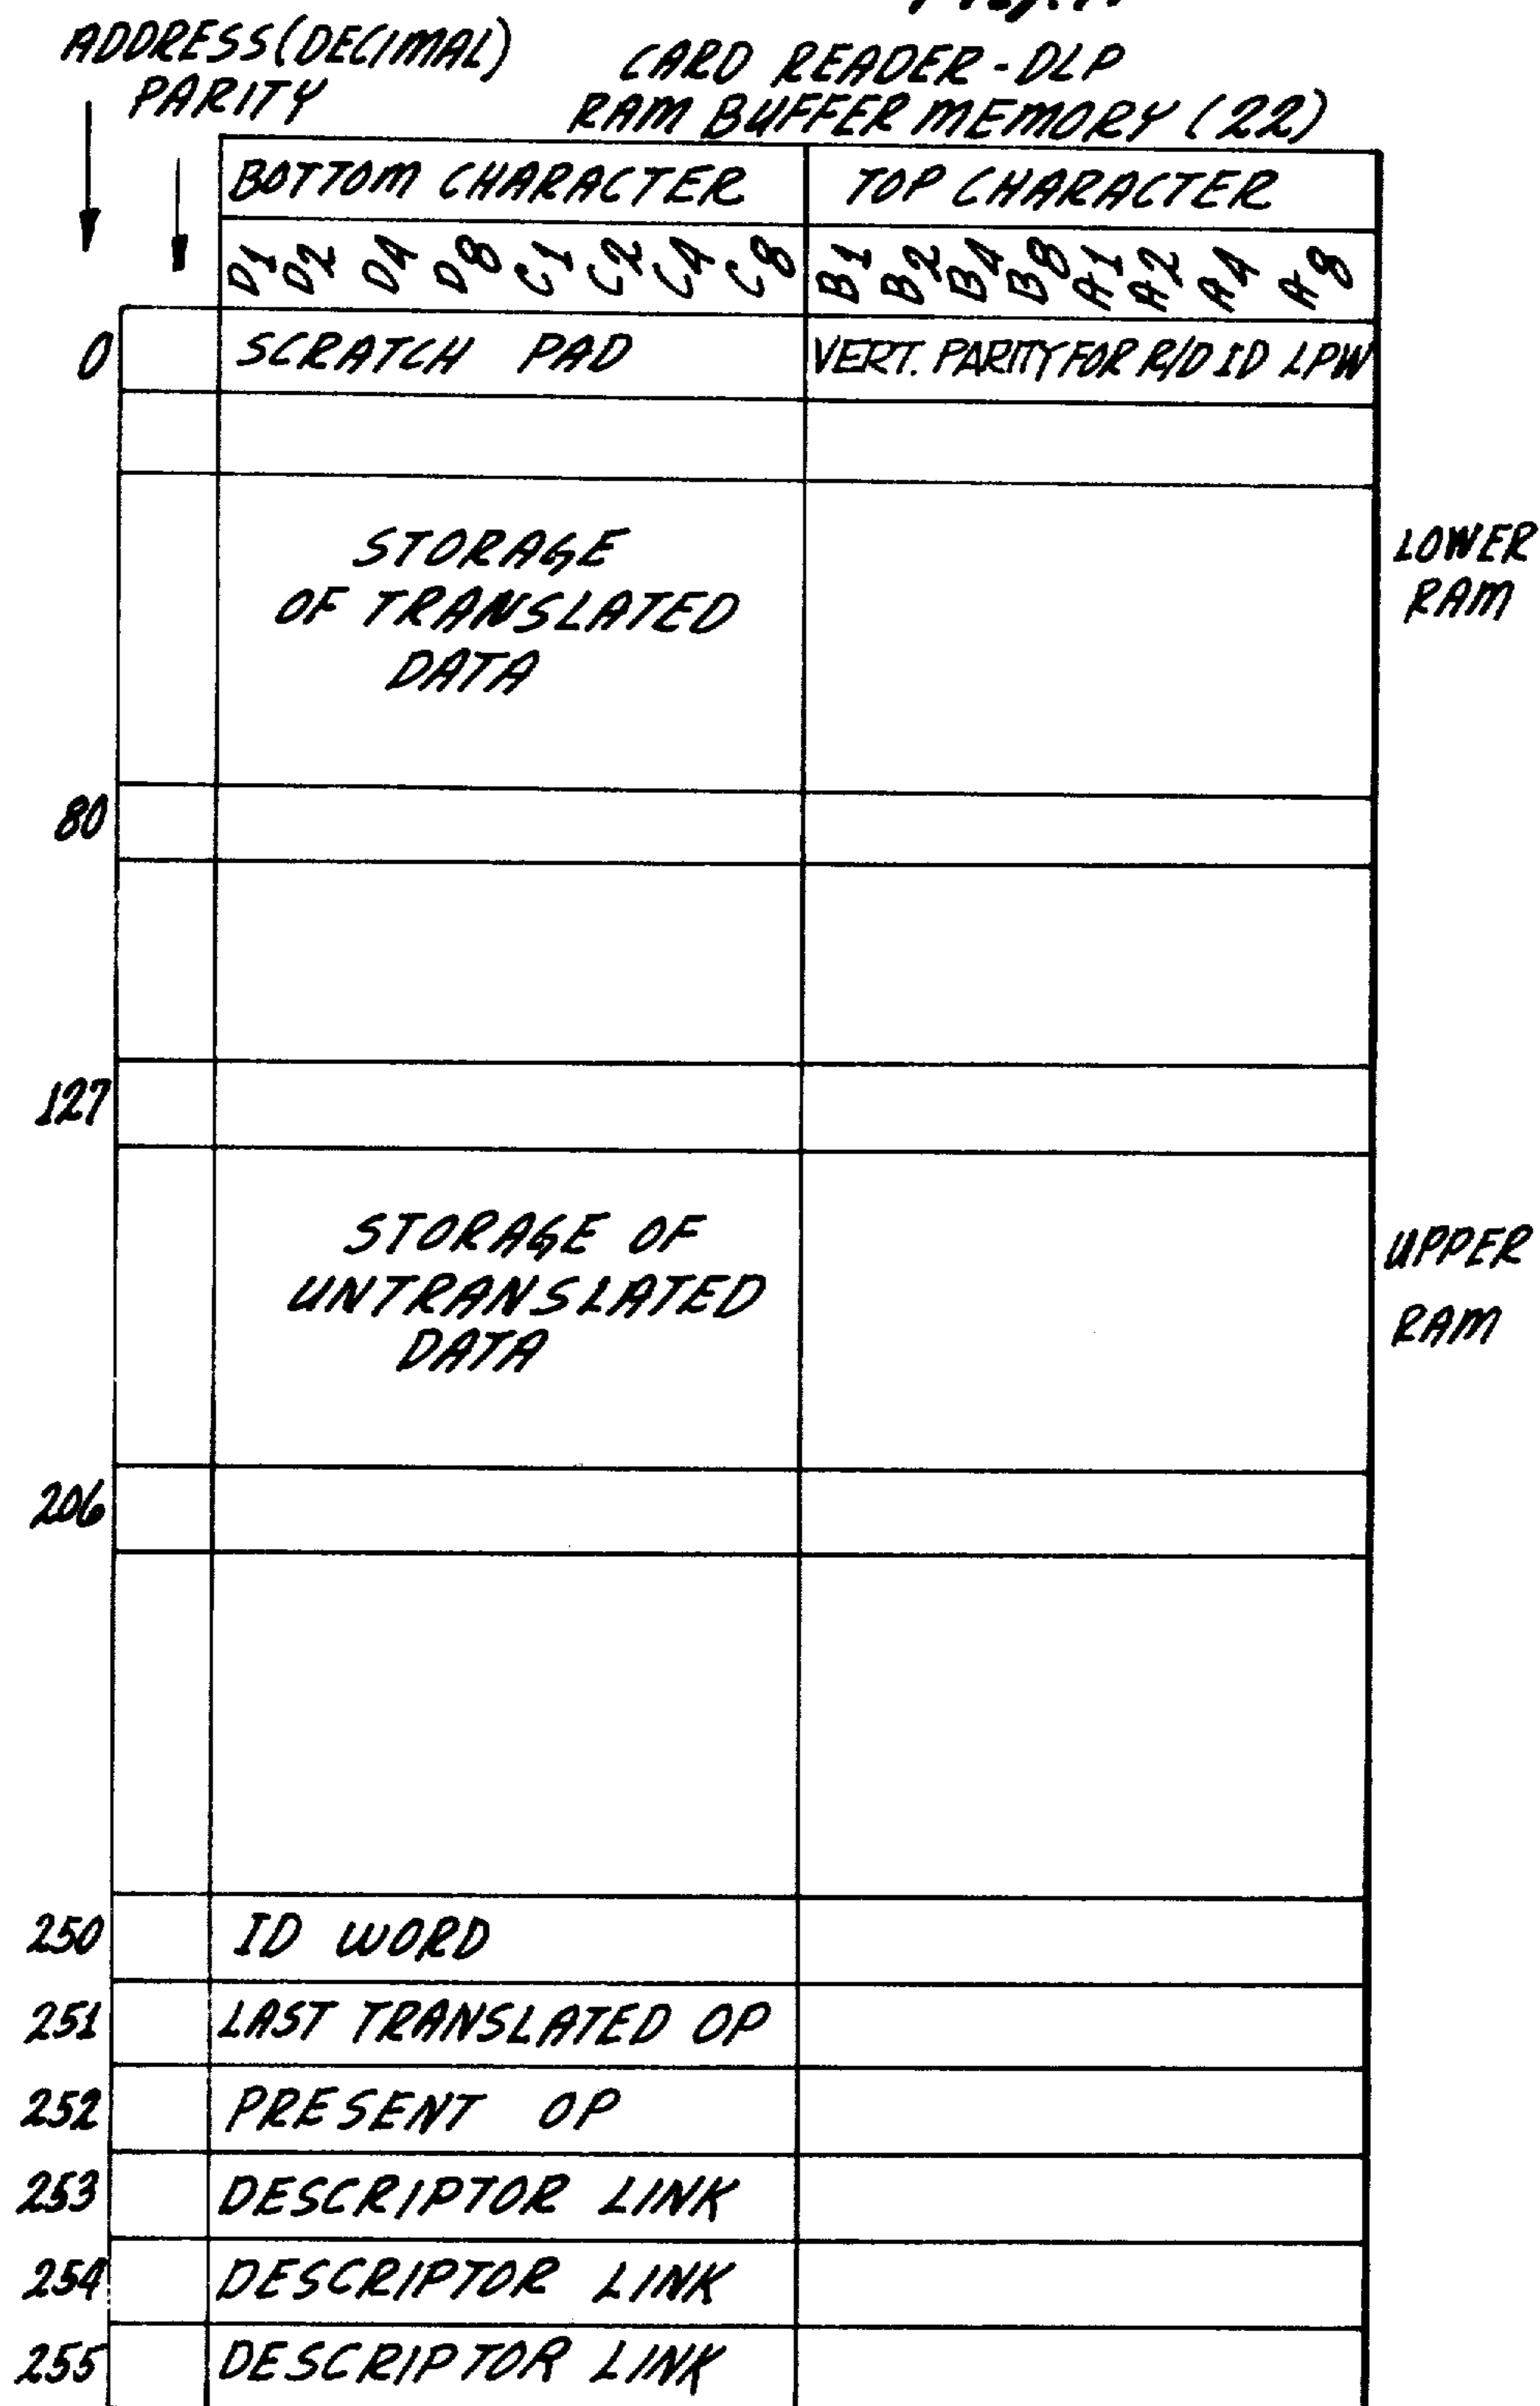 ADDRESS (DECIMAL)
PARITY
CARD READER-DLP
RAM BUFFER MEMORY (22)
BOTTOM CHARACTER TOP CHARACTER
D1 D2 D4 D8 C1 C2 C4 C8 B1 B2 B4 B8 A1 A2 A4 A8
0 SCRATCH PAD VERT. PARITY FOR R/D ID LPW
STORAGE
OF TRANSLATED
DATA
LOWER
RAM
80
127
STORAGE OF
UNTRANSLATED
DATA
UPPER
RAM
206
250 ID WORD
251 LAST TRANSLATED OP
252 PRESENT OP
253 DESCRIPTOR LINK
254 DESCRIPTOR LINK
255 DESCRIPTOR LINK